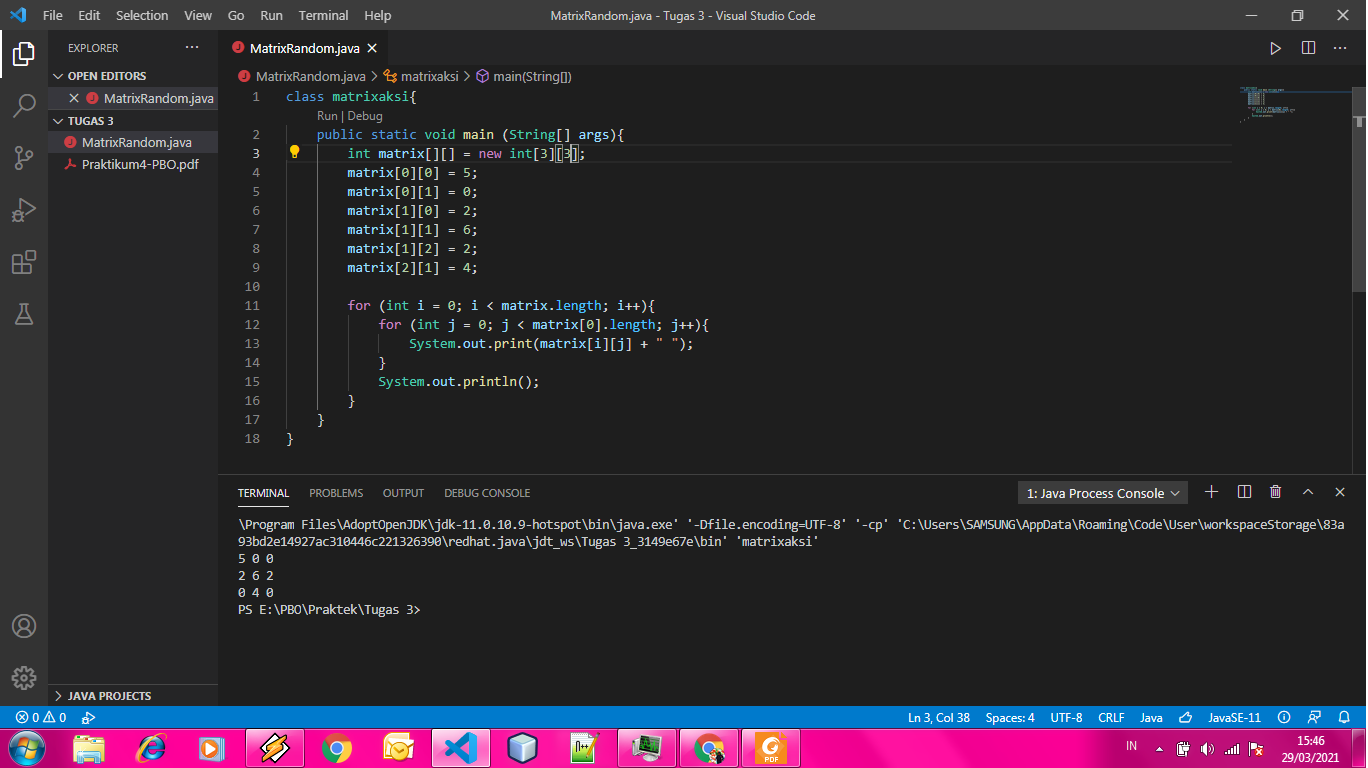 File Edit Selection View Go Run Terminal Help MatrixRandom.java - Tugas 3 - Visual Studio Code
EXPLORER ···
OPEN EDITORS
MatrixRandom.java
TUGAS 3
MatrixRandom.java
Praktikum4-PBO.pdf
JAVA PROJECTS
MatrixRandom.java
MatrixRandom.java > matrixaksi > main(String[])
1 class matrixaksi{
Run | Debug
2 public static void main (String[] args){
3 int matrix[][] = new int[3][3];
4 matrix[0][0] = 5;
5 matrix[0][1] = 0;
6 matrix[1][0] = 2;
7 matrix[1][1] = 6;
8 matrix[1][2] = 2;
9 matrix[2][1] = 4;
10
11 for (int i = 0; i < matrix.length; i++){
12 for (int j = 0; j < matrix[0].length; j++){
13 System.out.print(matrix[i][j] + " ");
14 }
15 System.out.println();
16 }
17 }
18 }
TERMINAL PROBLEMS OUTPUT DEBUG CONSOLE 1: Java Process Console
\Program Files\AdoptOpenJDK\jdk-11.0.10.9-hotspot\bin\java.exe' '-Dfile.encoding=UTF-8' '-cp' 'C:\Users\SAMSUNG\AppData\Roaming\Code\User\workspaceStorage\83a
93bd2e14927ac310446c221326390\redhat.java\jdt_ws\Tugas 3_3149e67e\bin' 'matrixaksi'
5 0 0
2 6 2
0 4 0
PS E:\PBO\Praktek\Tugas 3>
0 0 Ln 3, Col 38 Spaces: 4 UTF-8 CRLF Java JavaSE-11
IN 15:46
29/03/2021
PDF